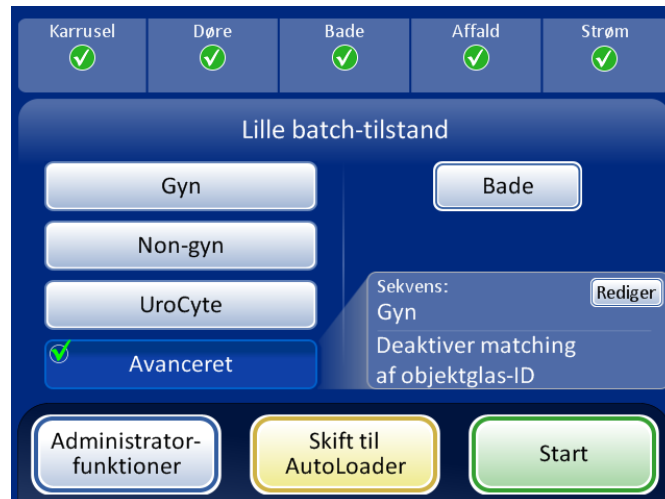 Karrusel
Døre
Bade
Affald
Strøm
Lille batch-tilstand
Gyn
Non-gyn
UroCyte
Avanceret
Bade
Sekvens:
Rediger
Gyn
Deaktiver matching
af objektglas-ID
Administrator-
funktioner
Skift til
AutoLoader
Start